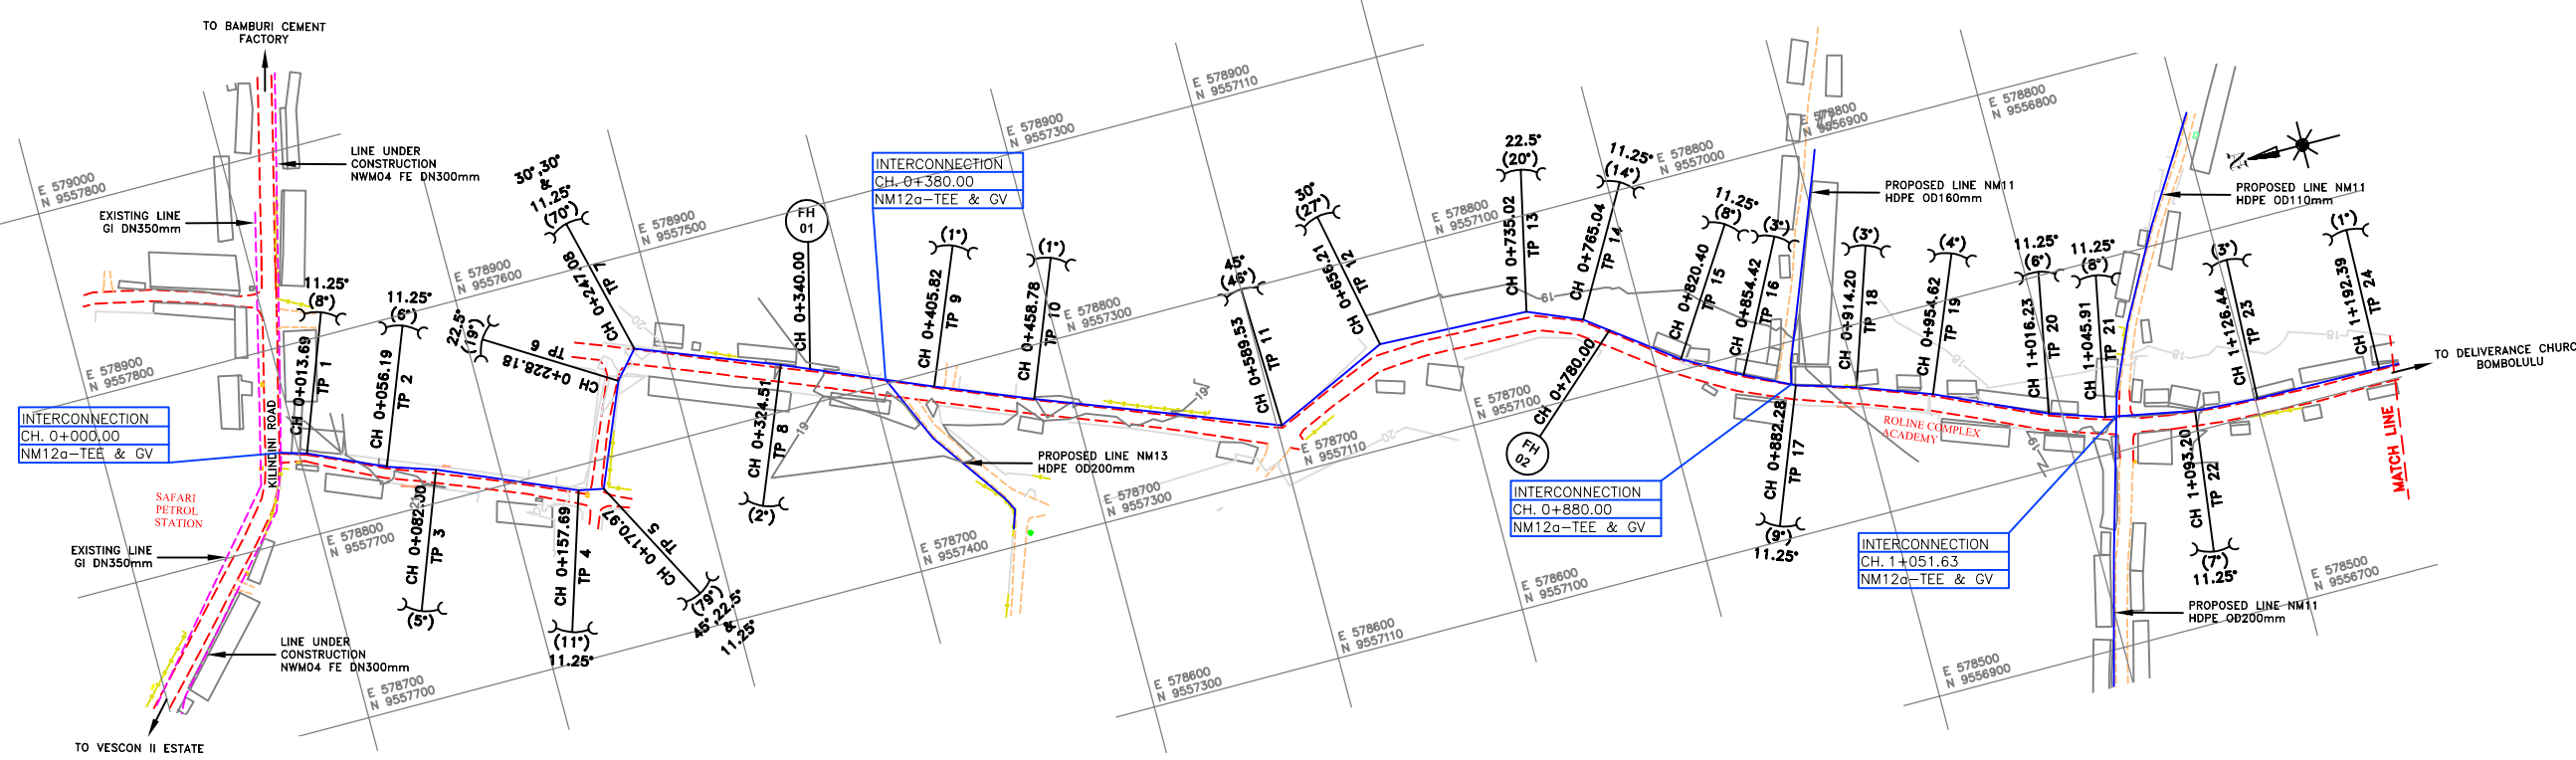 TO BAMBURI CEMENT
FACTORY
LINE UNDER
CONSTRUCTION
NWM04 FE DN300mm
E 579000
N 9557800
EXISTING LINE
GI DN350mm
E 578900
N 9557800
INTERCONNECTION
CH. 0+000.00
NM12a-TEE & GV
KILINDINI ROAD
SAFARI
PETROL
STATION
EXISTING LINE
GI DN350mm
LINE UNDER
CONSTRUCTION
NWM04 FE DN300mm
TO VESCON II ESTATE
E 578800
N 9557700
E 578700
N 9557700
11.25°
(8°)
CH 0+013.69
TP 1
11.25°
(6°)
CH 0+056.19
TP 2
CH 0+082.00
TP 3
(5°)
CH 0+157.69
TP 4
(11°)
11.25°
CH 0+170.97
TP 5
(79°)
45°,22.5°
&
11.25°
22.5°
(19°)
CH 0+228.18
TP 6
30°,30°
&
11.25°
(70°)
CH 0+247.08
TP 7
E 578900
N 9557600
E 578900
N 9557500
-20-
CH 0+324.51
TP 8
(2°)
FH
01
CH 0+340.00
-19-
INTERCONNECTION
CH. 0+380.00
NM12a-TEE & GV
(1°)
CH 0+405.82
TP 9
(1°)
CH 0+458.78
TP 10
E 578900
N 9557300
E 578900
N 9557110
E 578800
N 9557300
-19-
PROPOSED LINE NM13
HDPE OD200mm
E 578700
N 9557400
E 578700
N 9557300
E 578600
N 9557300
45°
(46°)
CH 0+589.53
TP 11
30°
(27°)
CH 0+656.21
TP 12
E 578700
N 9557110
-20-
E 578600
N 9557110
E 578800
N 9557100
E 578700
N 9557100
E 578600
N 9557100
22.5°
(20°)
CH 0+735.02
TP 13
-19-
11.25°
(14°)
CH 0+765.04
TP 14
CH 0+780.00
FH
02
E 578800
N 9557000
11.25°
(8°)
CH 0+820.40
TP 15
(3°)
CH 0+854.42
TP 16
INTERCONNECTION
CH. 0+880.00
NM12a-TEE & GV
CH 0+882.28
TP 17
(9°)
11.25°
E 578800
N 9556900
PROPOSED LINE NM11
HDPE OD160mm
(3°)
CH 0+914.20
TP 18
(4°)
CH 0+954.62
TP 19
-18-
ROLINE COMPLEX
ACADEMY
E 578800
N 9556800
11.25°
(6°)
CH 1+016.23
TP 20
11.25°
(8°)
CH 1+045.91
TP 21
-19-
INTERCONNECTION
CH. 1+051.63
NM12a-TEE & GV
E 578500
N 9556900
CH 1+093.20
TP 22
(7°)
11.25°
PROPOSED LINE NM11
HDPE OD110mm
N
(3°)
CH 1+126.44
TP 23
(1°)
CH 1+192.39
TP 24
-18-
-18-
TO DELIVERANCE CHURC
BOMBOLULU
MATCH LINE
E 578500
N 9556700
PROPOSED LINE NM11
HDPE OD200mm